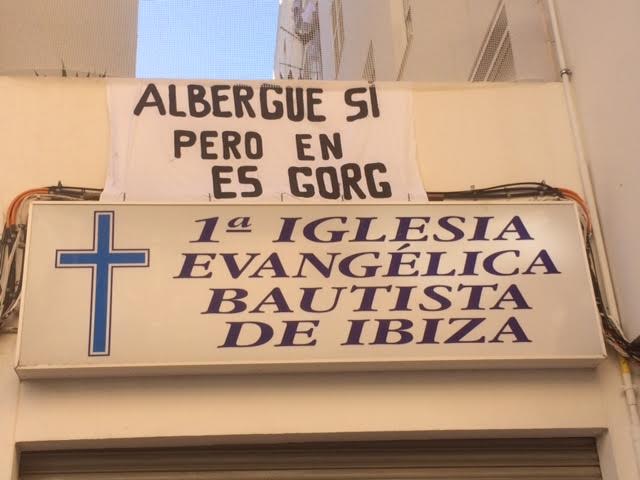 ALBERGUE SI
PERO EN
ES GORG
1ª IGLESIA
EVANGÉLICA
BAUTISTA
DE IBIZA